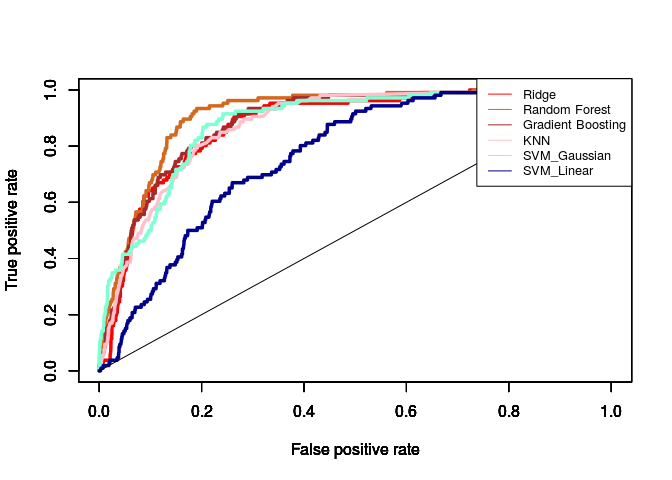 Ridge
Random Forest
Gradient Boosting
KNN
SVM_Gaussian
SVM_Linear
True positive rate
1.0
0.8
0.6
0.4
0.2
0.0
0.0 0.2 0.4 0.6 0.8 1.0
False positive rate